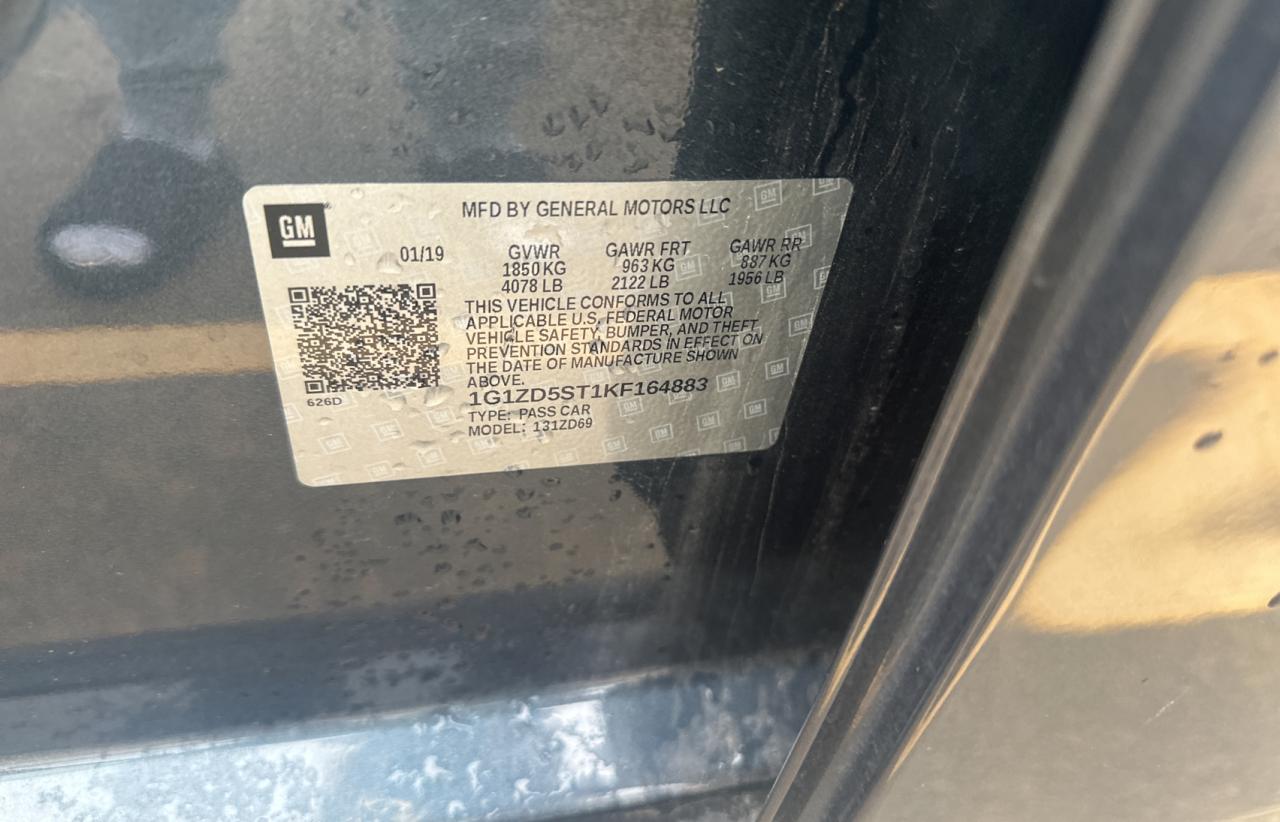 GM
MFD BY GENERAL MOTORS LLC
01/19 GVWR GAWR FRT GAWR RR
1850 KG 963 KG 887 KG
4078 LB 2122 LB 1956 LB
THIS VEHICLE CONFORMS TO ALL
APPLICABLE U.S. FEDERAL MOTOR
VEHICLE SAFETY, BUMPER, AND THEFT
PREVENTION STANDARDS IN EFFECT ON
THE DATE OF MANUFACTURE SHOWN
ABOVE.
626D
1G1ZD5ST1KF164883
TYPE: PASS CAR
MODEL: 131ZD69